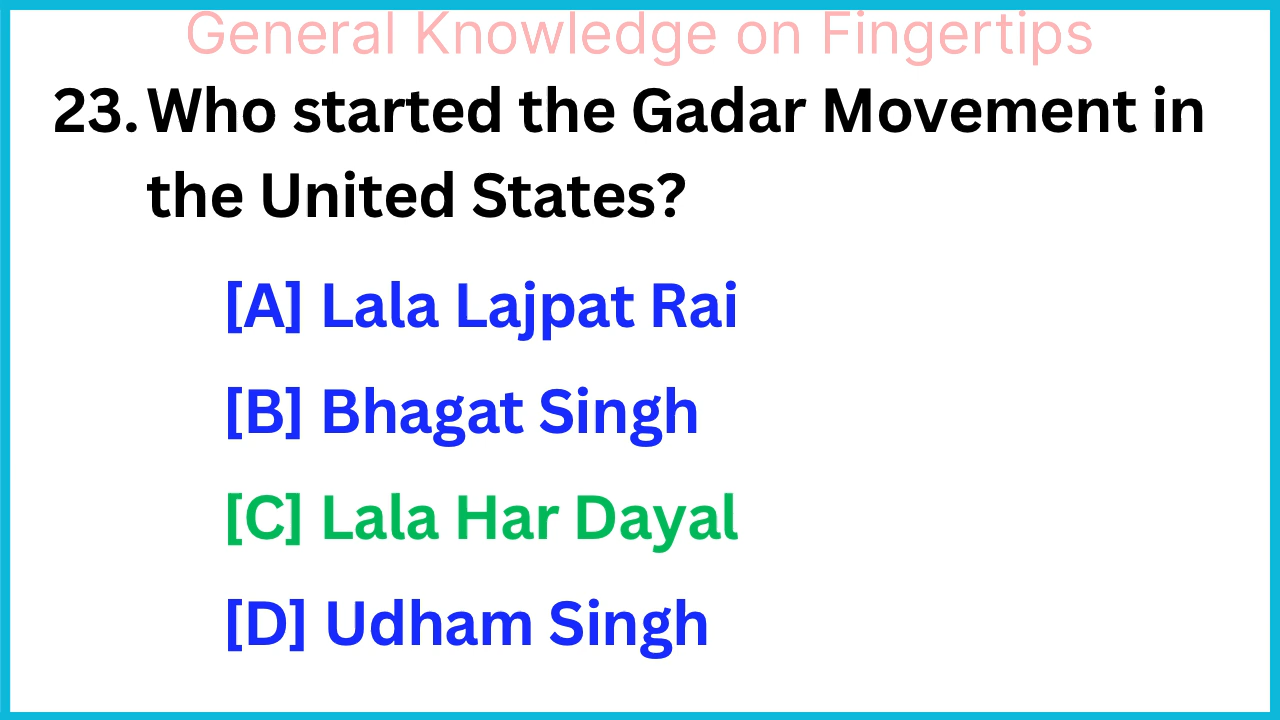 General Knowledge on Fingertips
23. Who started the Gadar Movement in
the United States?
[A] Lala Lajpat Rai
[B] Bhagat Singh
[C] Lala Har Dayal
[D] Udham Singh